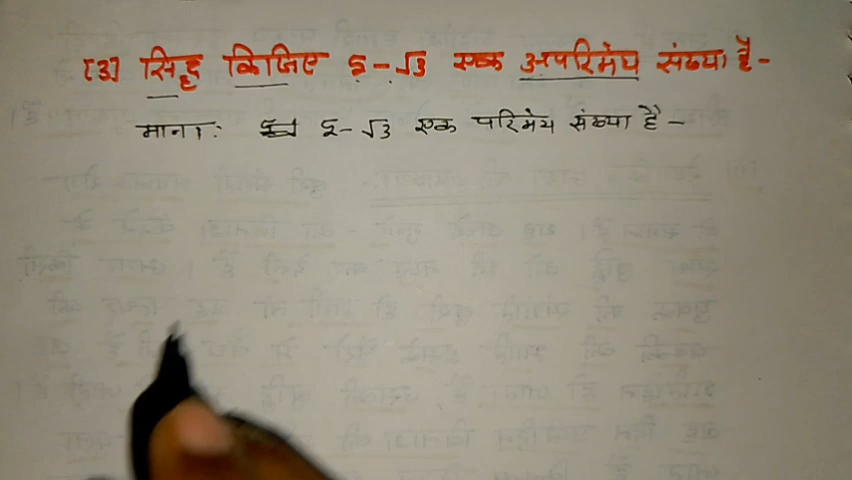 (3) सिद्ध किजिए 5-√3 एक अपरिमेय संख्या है-
माना: 5-√3 एक परिमेय संख्या है-